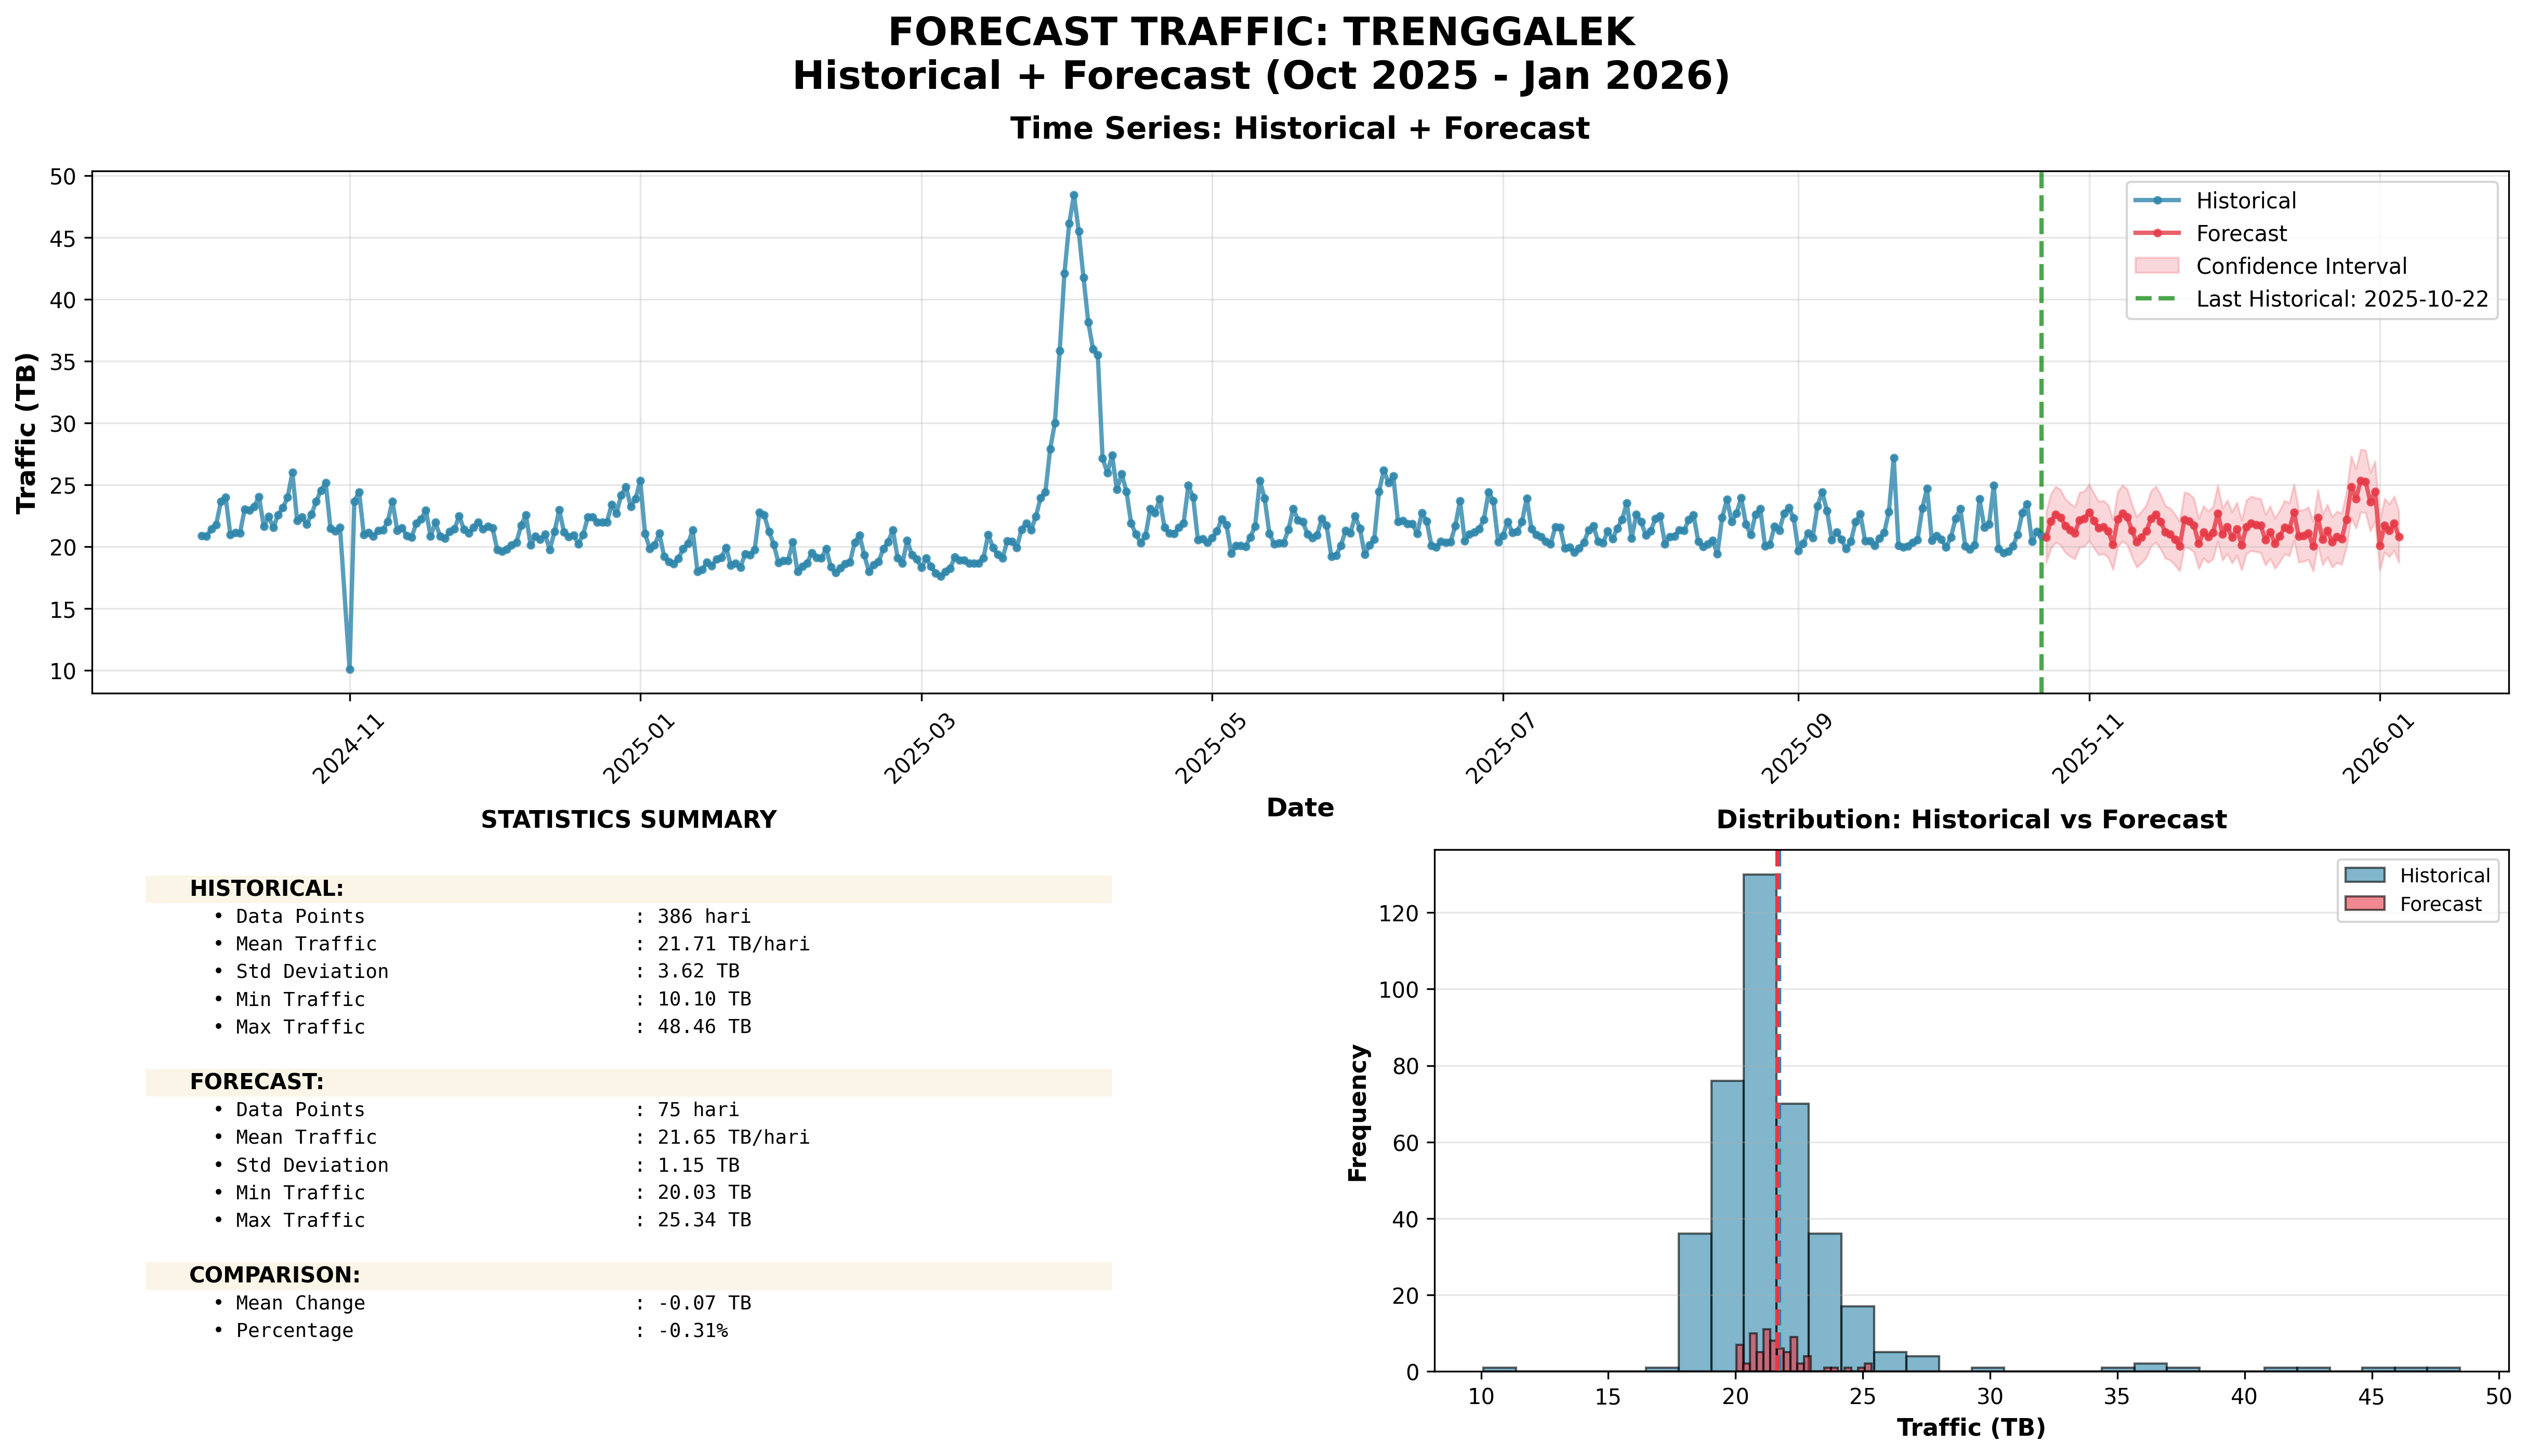 FORECAST TRAFFIC: TRENGGALEK
Historical + Forecast (Oct 2025 - Jan 2026)
Time Series: Historical + Forecast
Traffic (TB)
50
45
40
35
30
25
20
15
10
Historical
Forecast
Confidence Interval
Last Historical: 2025-10-22
2024-11
2025-01
2025-03
2025-05
2025-07
2025-09
2025-11
2026-01
Date
STATISTICS SUMMARY
HISTORICAL:
• Data Points : 386 hari
• Mean Traffic : 21.71 TB/hari
• Std Deviation : 3.62 TB
• Min Traffic : 10.10 TB
• Max Traffic : 48.46 TB
FORECAST:
• Data Points : 75 hari
• Mean Traffic : 21.65 TB/hari
• Std Deviation : 1.15 TB
• Min Traffic : 20.03 TB
• Max Traffic : 25.34 TB
COMPARISON:
• Mean Change : -0.07 TB
• Percentage : -0.31%
Distribution: Historical vs Forecast
Historical
Forecast
Frequency
120
100
80
60
40
20
0
10 15 20 25 30 35 40 45 50
Traffic (TB)